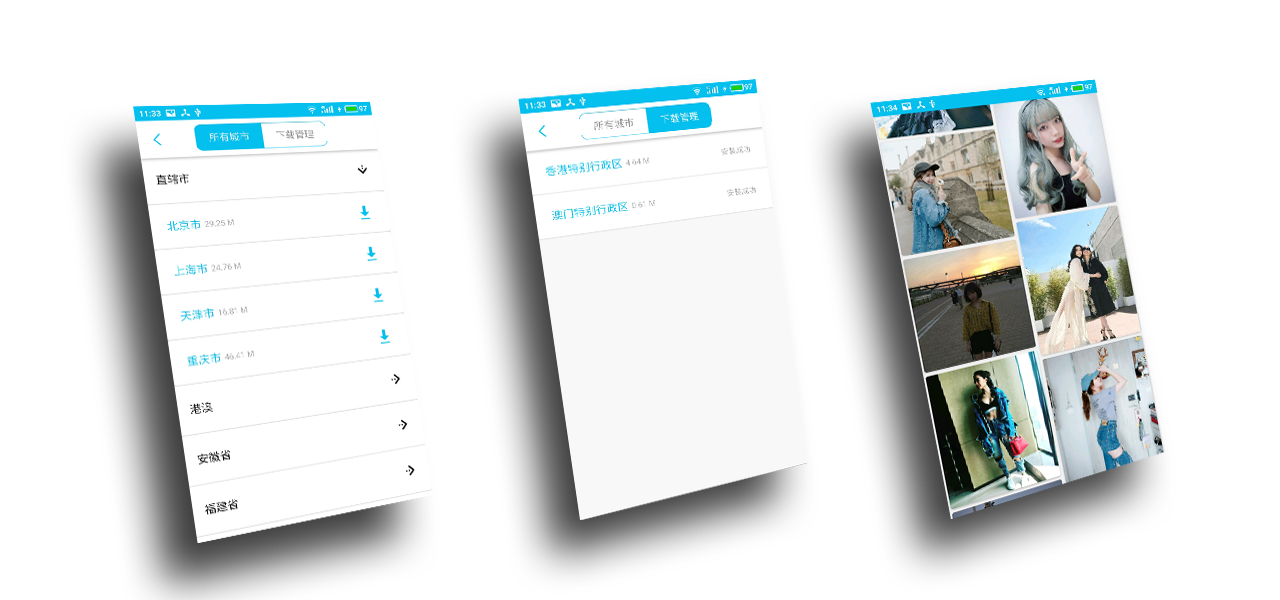 11:33
97
所有城市 下载管理
直辖市
北京市 29.25 M
上海市 24.76 M
天津市 16.81 M
重庆市 46.41 M
港澳
安徽省
福建省
11:33
97
所有城市 下载管理
香港特别行政区 4.64 M 安装成功
澳门特别行政区 0.61 M 安装成功
11:34
97